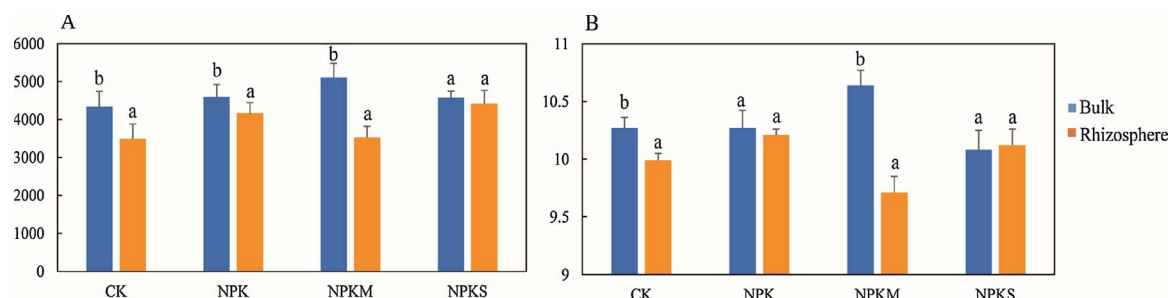 A
6000
5000
4000
3000
2000
1000
0
b a b a b a a a
CK NPK NPKM NPKS
B
11
10.5
10
9.5
9
b a a a b a a a
CK NPK NPKM NPKS
Bulk
Rhizosphere